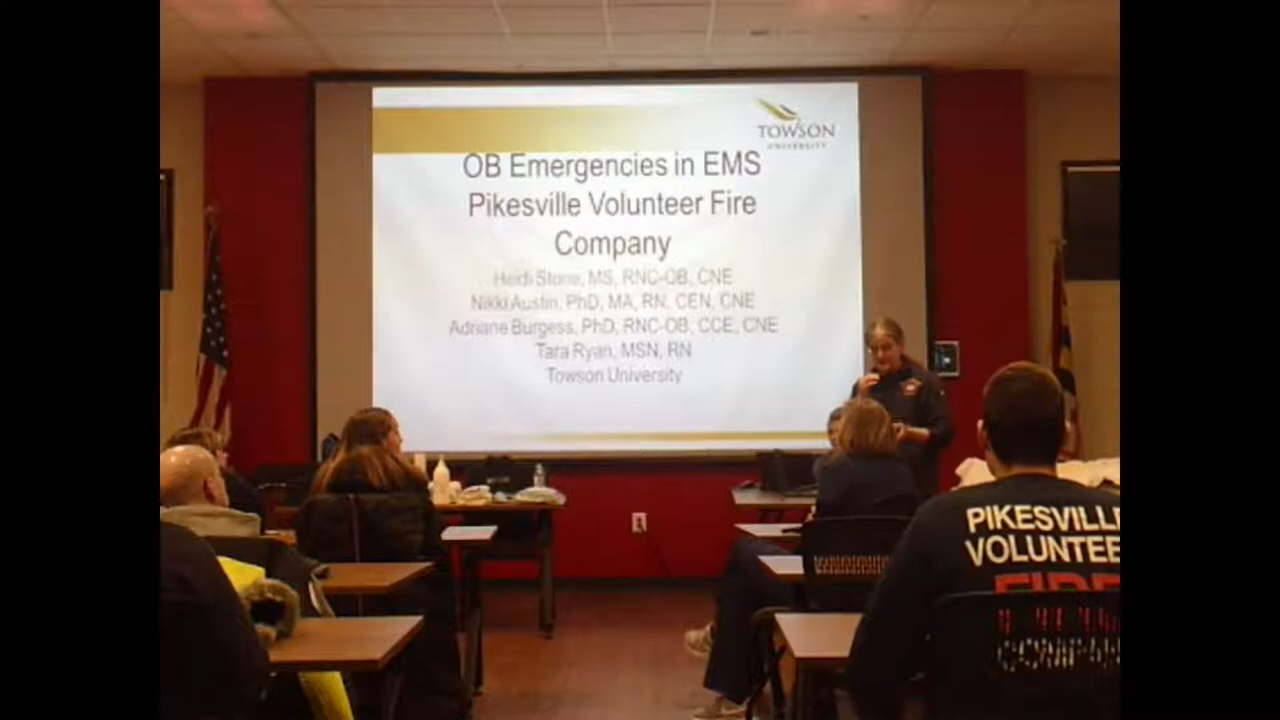 TOWSON
UNIVERSITY
OB Emergencies in EMS
Pikesville Volunteer Fire
Company
Heidi Stone, MS, RNC-OB, CNE
Nikki Austin, PhD, MA, RN, CEN, CNE
Adriane Burgess, PhD, RNC-OB, CCE, CNE
Tara Ryan, MSN, RN
Towson University
PIKESVILL
VOLUNTEE
FIRE
COMPAN